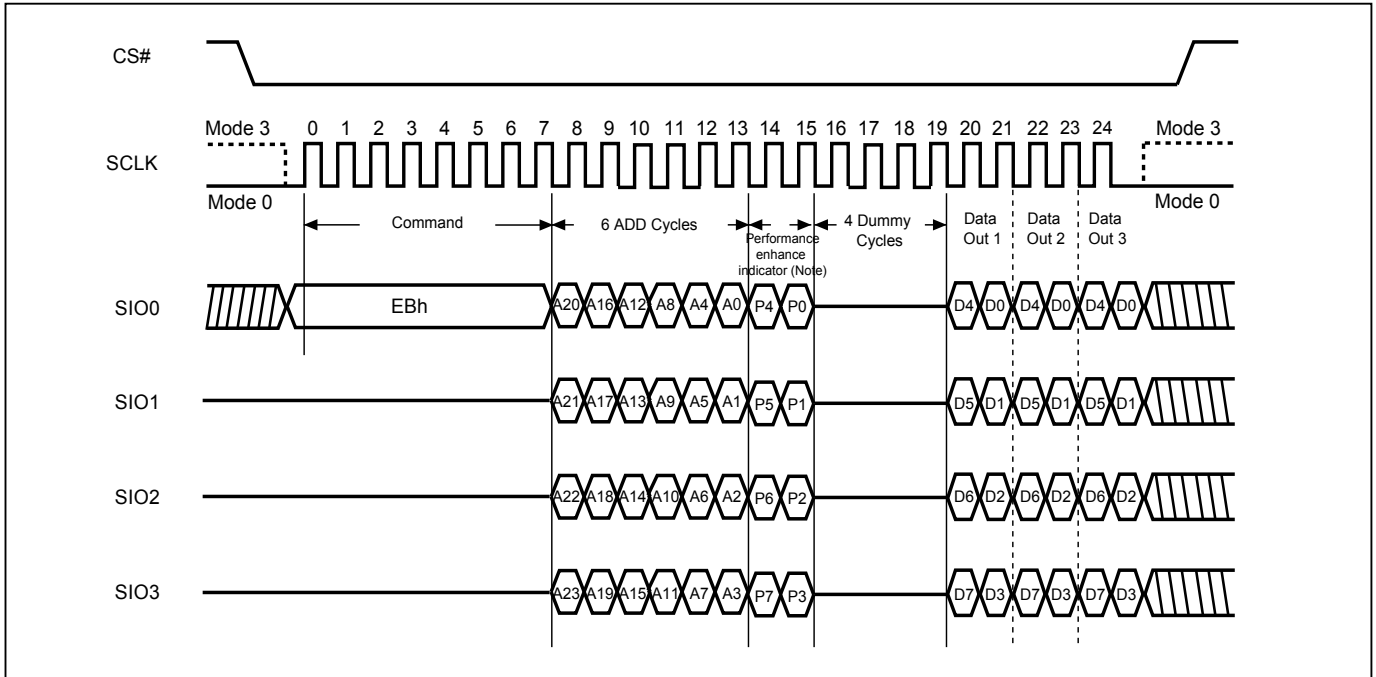 CS#
Mode 3 0 1 2 3 4 5 6 7 8 9 10 11 12 13 14 15 16 17 18 19 20 21 22 23 24 Mode 3
SCLK
Mode 0 Mode 0
Command 6 ADD Cycles Performance enhance indicator (Note) 4 Dummy Cycles Data Out 1 Data Out 2 Data Out 3
SIO0 EBh A20 A16 A12 A8 A4 A0 P4 P0 D4 D0 D4 D0 D4 D0
SIO1 A21 A17 A13 A9 A5 A1 P5 P1 D5 D1 D5 D1 D5 D1
SIO2 A22 A18 A14 A10 A6 A2 P6 P2 D6 D2 D6 D2 D6 D2
SIO3 A23 A19 A15 A11 A7 A3 P7 P3 D7 D3 D7 D3 D7 D3